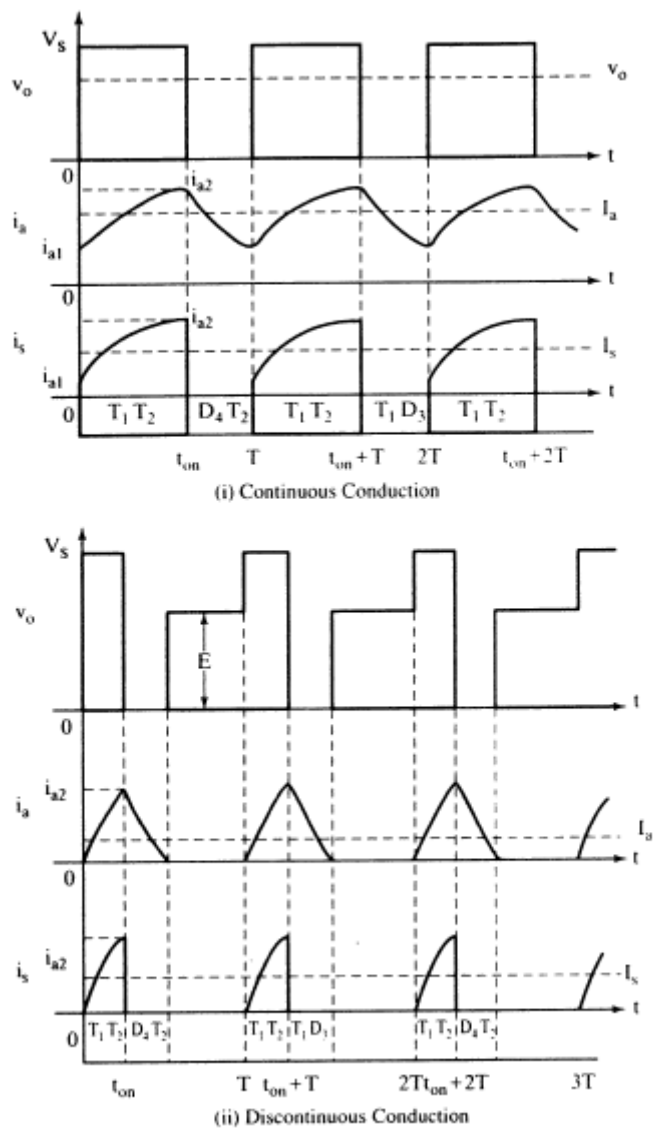 V_s
v_o
v_o
t
0
i_a2
i_a
I_a
i_a1
t
0
i_a2
i_s
I_s
i_a1
t
0
T_1 T_2 D_4 T_2 T_1 T_2 T_1 D_3 T_1 T_2
t_on T t_on + T 2T t_on + 2T
(i) Continuous Conduction
V_s
v_o
E
t
0
i_a2
i_a
I_a
t
0
i_a2
i_s
I_s
t
0
T_1 T_2 D_4 T_2 T_1 T_2 T_1 D_3 T_1 T_2 D_4 T_2
t_on T t_on + T 2T t_on + 2T 3T
(ii) Discontinuous Conduction